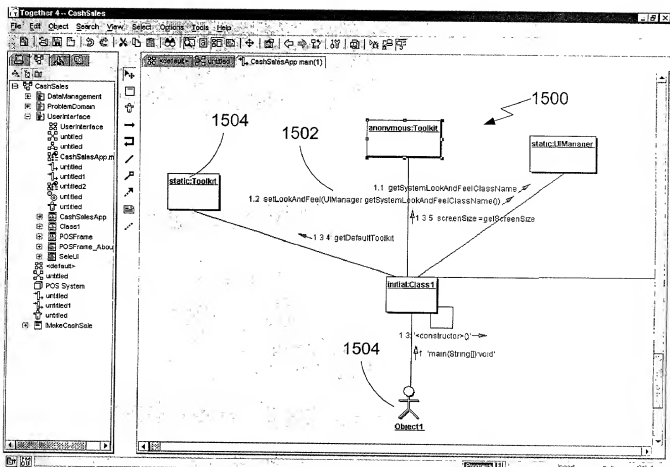 Together 4 -- CashSales
File Edit Object Search View Select Options Tools Help
<default> untitled CashSalesApp main(1)
CashSales
DataManagement
ProblemDomain
UserInterface
UserInterface
untitled
untitled
CashSalesApp.m
untitled
untitled1
untitled2
untitled
untitled
CashSalesApp
Class1
POSFrame
POSFrame_Abou
SaleUI
<default>
untitled
POS System
untitled
untitled1
untitled
IMakeCashSale
1500
1504
1502
anonymous:Toolkit
static:UIManager
static:Toolkit
1.1 getSystemLookAndFeelClassName
1.2 setLookAndFeel(UIManager getSystemLookAndFeelClassName())
1 3 5 screenSize =getScreenSize
1 3 4 getDefaultToolkit
initial:Class1
1 3: '<constructor>()'
1 'main(String[]):void'
1504
Object1